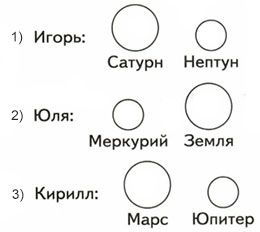 1) Игорь:
Сатурн Нептун
2) Юля:
Меркурий Земля
3) Кирилл:
Марс Юпитер